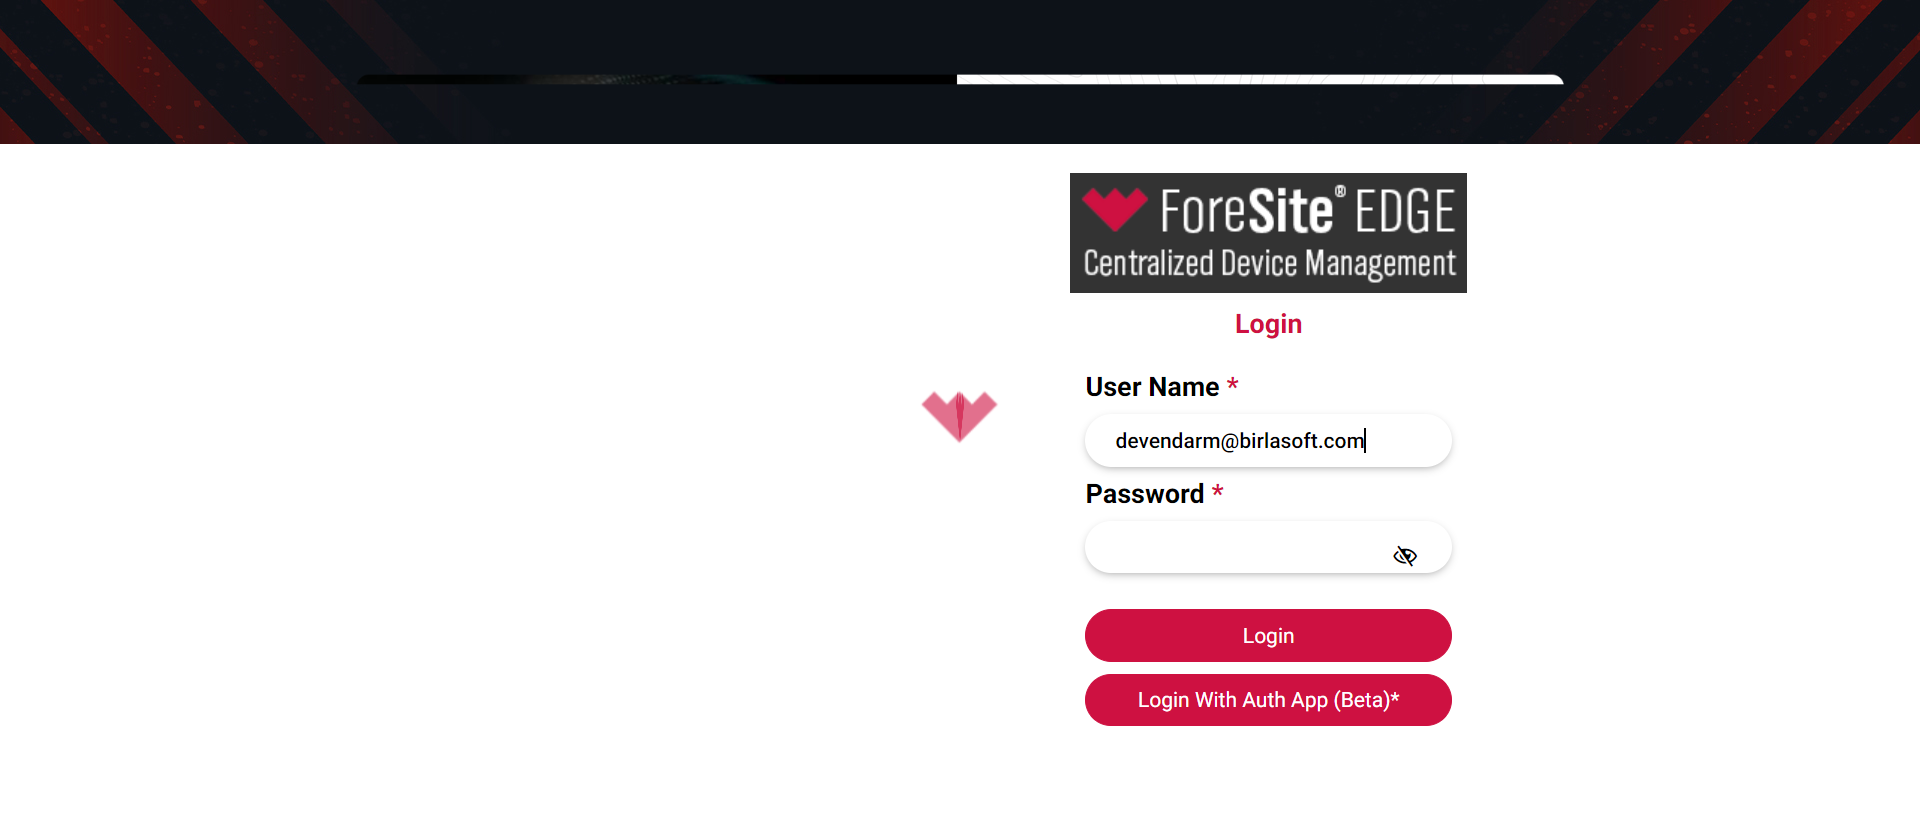 ForeSite® EDGE
Centralized Device Management
Login
User Name *
devendarm@birlasoft.com
Password *
Login
Login With Auth App (Beta)*